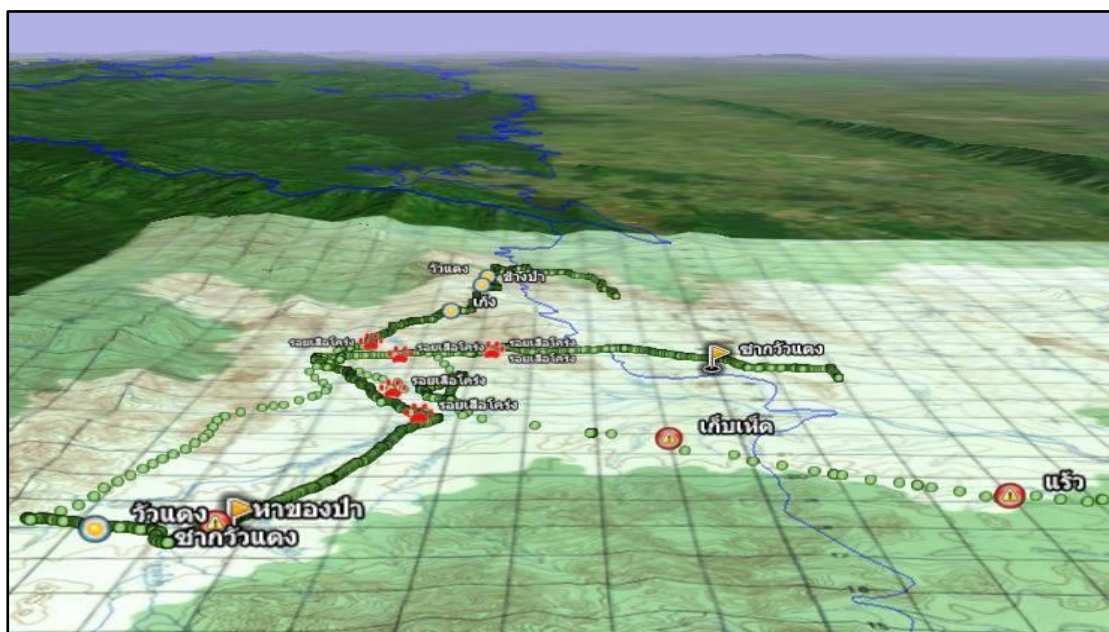 วัวแดง
ช้างป่า
เก้ง
รอยเสือโคร่ง
รอยเสือโคร่ง
รอยเสือโคร่ง
รอยเสือโคร่ง
ซากวัวแดง
รอยเสือโคร่ง
รอยเสือโคร่ง
เก็บเห็ด
แร้ว
วัวแดง
หาของป่า
ซากวัวแดง